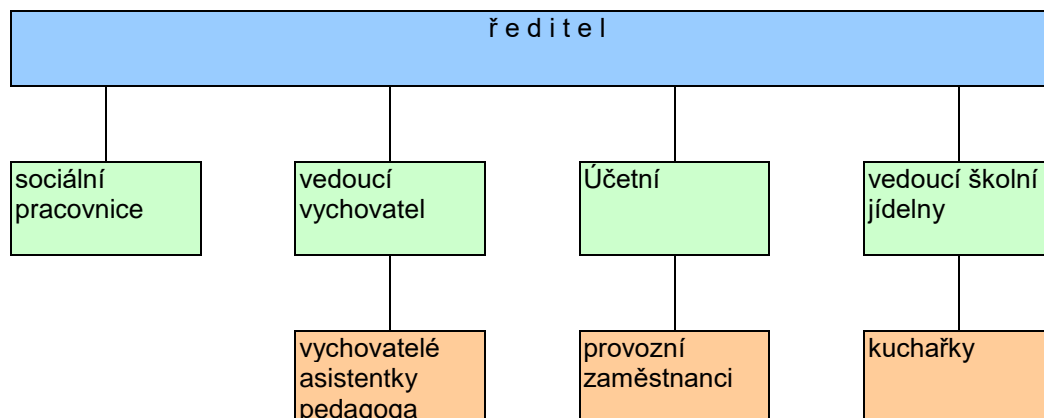 ř e d i t e l
sociální
pracovnice
vedoucí
vychovatel
Účetní
vedoucí školní
jídelny
vychovatelé
asistentky
pedagoga
provozní
zaměstnanci
kuchařky